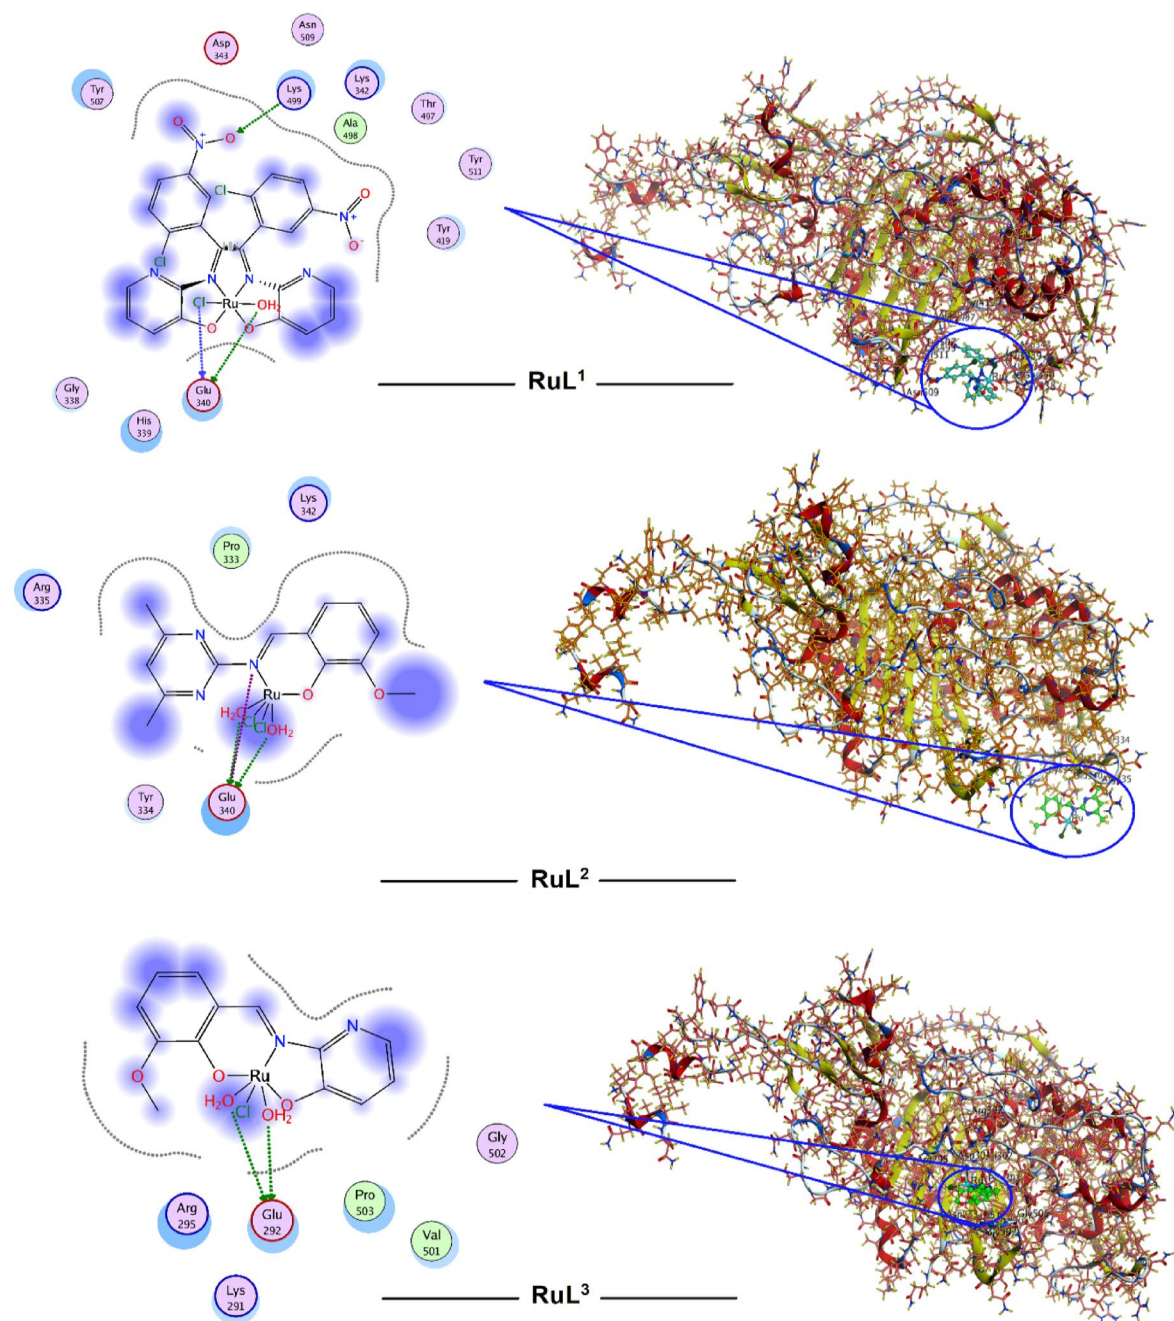 Asn
509
Asp
343
Lys
499
Lys
342
Tyr
507
Thr
497
Ala
498
Tyr
511
Tyr
419
O
N+
O-
Cl
O
N+
O-
Cl
N
N
N
N
Cl
Ru
OH2
O
O
Glu
340
Gly
338
His
339
RuL1
Asn509
Lys
342
Pro
333
Arg
335
N
N
N
Ru
O
O
H2O
Cl
Cl
OH2
Tyr
334
Glu
340
RuL2
N
N
O
O
Ru
O
H2O
Cl
OH2
Gly
502
Arg
295
Glu
292
Pro
503
Val
501
Lys
291
RuL3